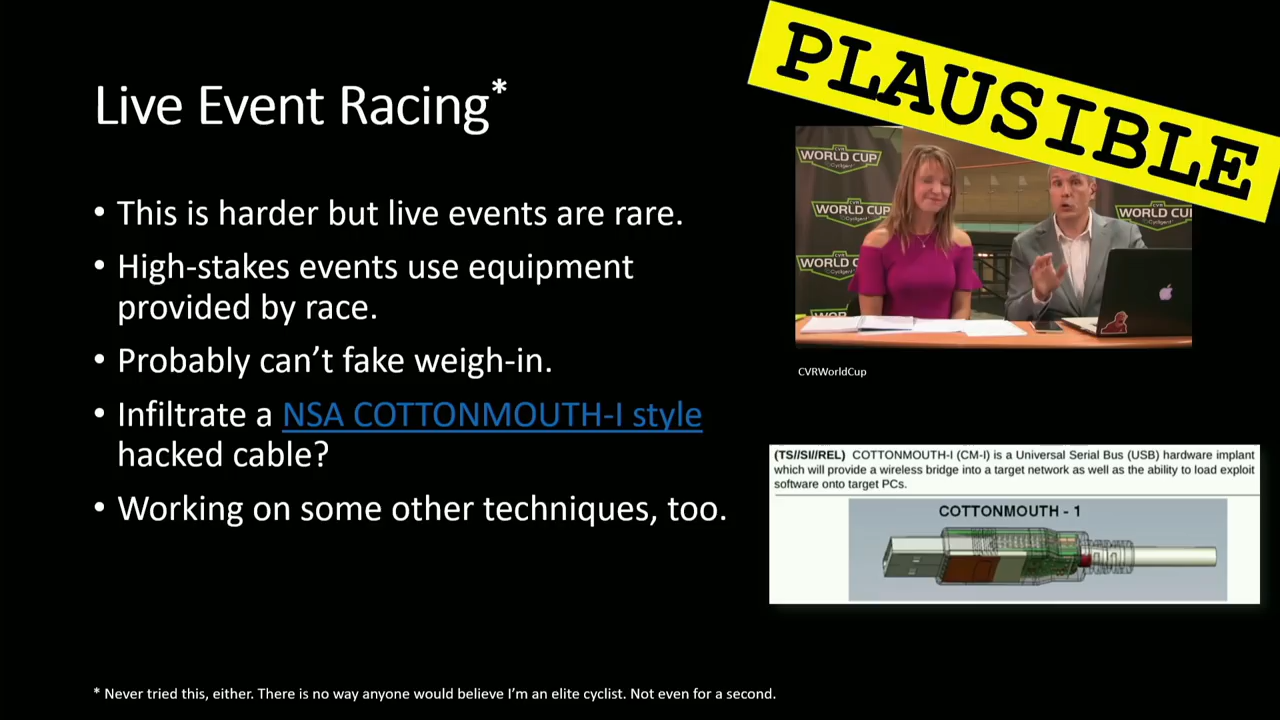 PLAUSIBLE
Live Event Racing*
• This is harder but live events are rare.
• High-stakes events use equipment
provided by race.
• Probably can’t fake weigh-in.
• Infiltrate a NSA COTTONMOUTH-I style
hacked cable?
• Working on some other techniques, too.
WORLD CUP
WORLD CUP
WORLD CU
WORLD C
CVRWorldCup
(TS//SI//REL) COTTONMOUTH-I (CM-I) is a Universal Serial Bus (USB) hardware implant
which will provide a wireless bridge into a target network as well as the ability to load exploit
software onto target PCs.
COTTONMOUTH - 1
* Never tried this, either. There is no way anyone would believe I’m an elite cyclist. Not even for a second.